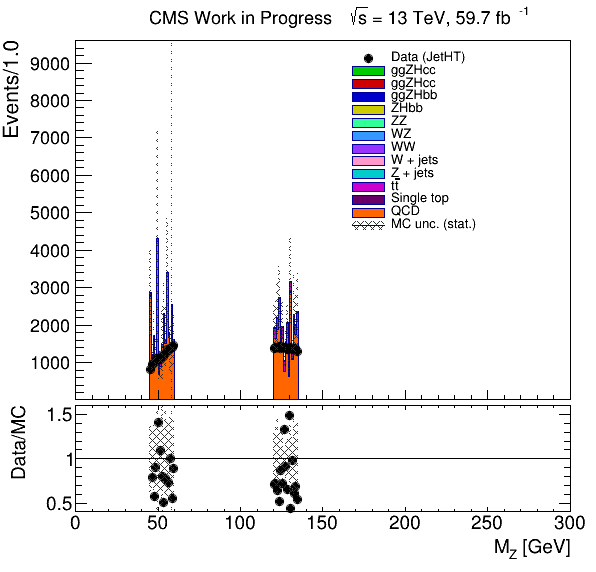 CMS Work in Progress √s = 13 TeV, 59.7 fb⁻¹
Events/1.0
9000
8000
7000
6000
5000
4000
3000
2000
1000
Data (JetHT)
ggZHcc
ggZHcc
ggZHbb
ZHbb
ZZ
WZ
WW
W + jets
Z + jets
tt̅
Single top
QCD
MC unc. (stat.)
Data/MC
1.5
1
0.5
0 50 100 150 200 250 300
M_Z [GeV]